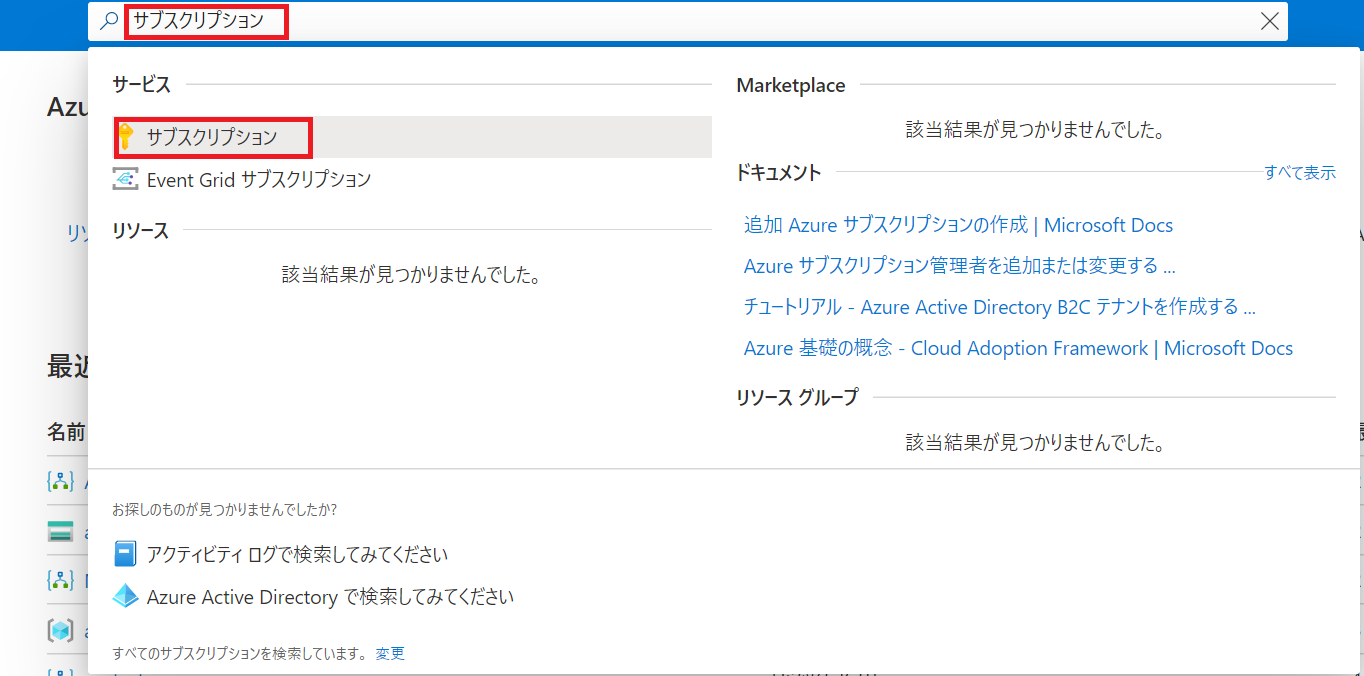 サブスクリプション
Azu
サービス
サブスクリプション
Event Grid サブスクリプション
リソース
該当結果が見つかりませんでした。
Marketplace
該当結果が見つかりませんでした。
ドキュメント
すべて表示
追加 Azure サブスクリプションの作成 | Microsoft Docs
Azure サブスクリプション管理者を追加または変更する ...
チュートリアル - Azure Active Directory B2C テナントを作成する ...
Azure 基礎の概念 - Cloud Adoption Framework | Microsoft Docs
リソース グループ
該当結果が見つかりませんでした。
リソ
最近
名前
お探しのものが見つかりませんでしたか?
アクティビティ ログで検索してみてください
Azure Active Directory で検索してみてください
すべてのサブスクリプションを検索しています。 変更